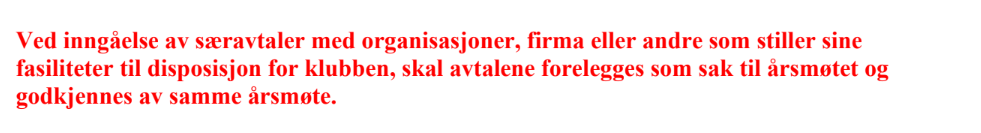 Ved inngåelse av særavtaler med organisasjoner, firma eller andre som stiller sine
fasiliteter til disposisjon for klubben, skal avtalene forelegges som sak til årsmøtet og
godkjennes av samme årsmøte.